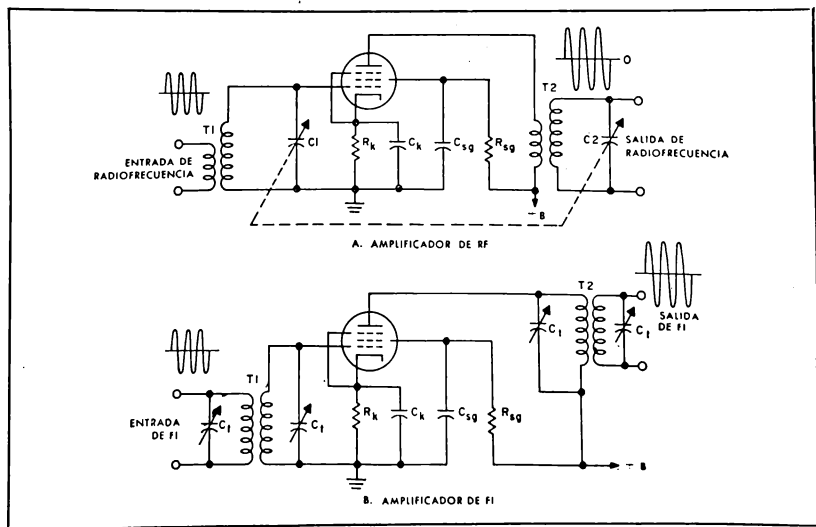 T1
ENTRADA DE
RADIOFRECUENCIA
C1
Rk
Ck
Csg
Rsg
T2
C2
SALIDA DE
RADIOFRECUENCIA
B
A. AMPLIFICADOR DE RF
T1
ENTRADA
DE FI
Ct
Ct
Rk
Ck
Csg
Rsg
Ct
T2
Ct
SALIDA
DE FI
B
B. AMPLIFICADOR DE FI